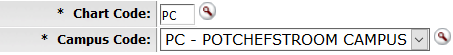 * Chart Code: PC
* Campus Code: PC - POTCHEFSTROOM CAMPUS